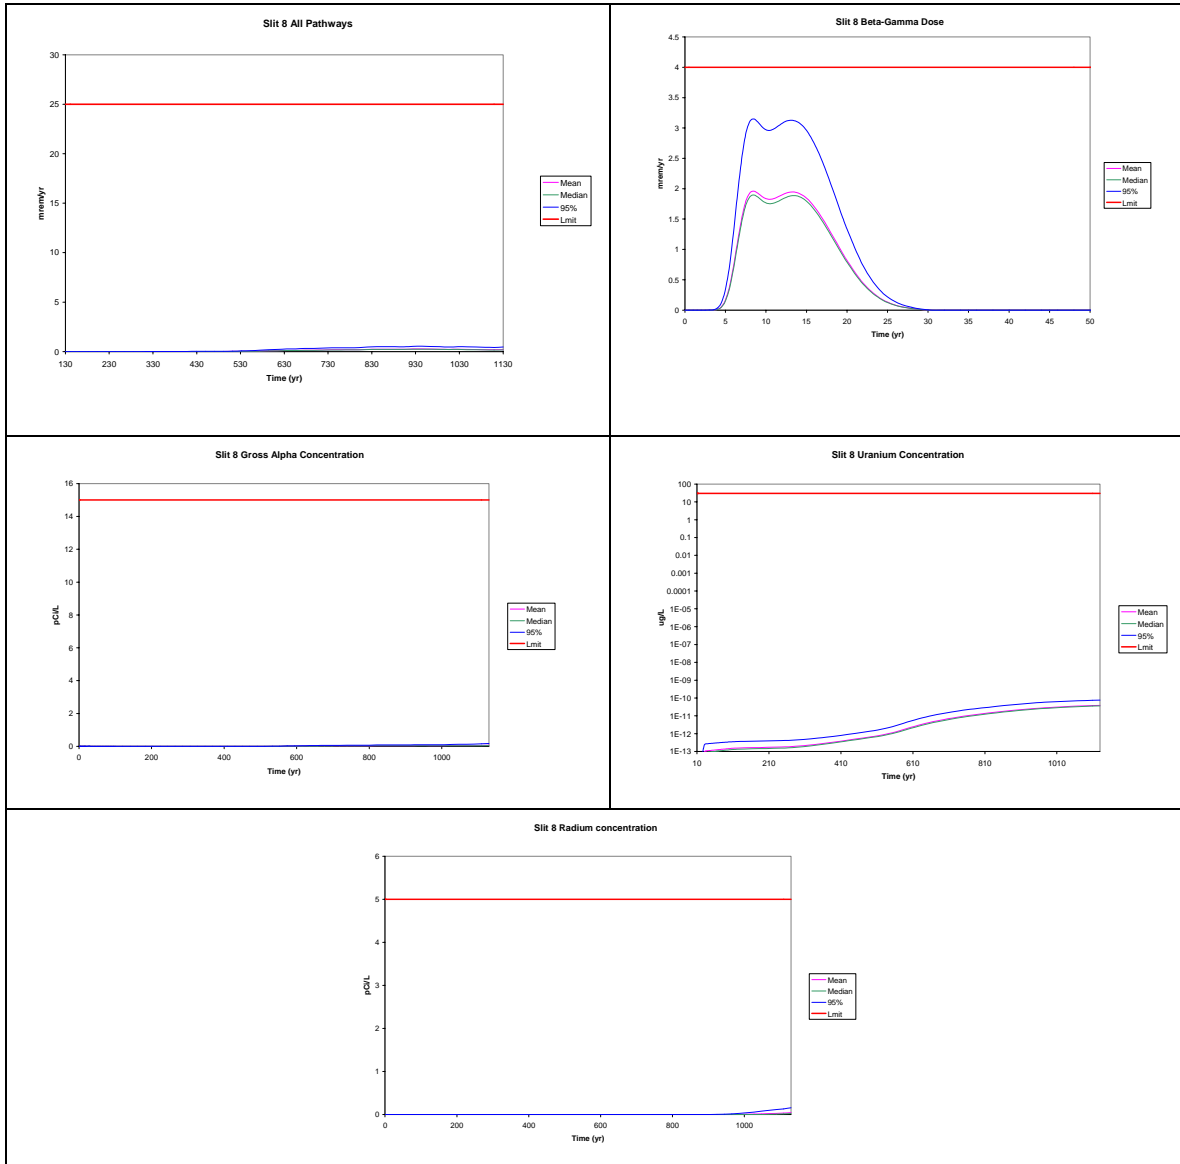 Slit 8 All Pathways
30
25
20
15
10
5
0
mrem/yr
130 230 330 430 530 630 730 830 930 1030 1130
Time (yr)
Mean
Median
95%
Lmit
Slit 8 Beta-Gamma Dose
4.5
4
3.5
3
2.5
2
1.5
1
0.5
0
mrem/yr
0 5 10 15 20 25 30 35 40 45 50
Time (yr)
Mean
Median
95%
Lmit
Slit 8 Gross Alpha Concentration
16
14
12
10
8
6
4
2
0
pCi/L
0 200 400 600 800 1000
Time (yr)
Mean
Median
95%
Lmit
Slit 8 Uranium Concentration
100
10
1
0.1
0.01
0.001
0.0001
1E-05
1E-06
1E-07
1E-08
1E-09
1E-10
1E-11
1E-12
1E-13
ug/L
10 210 410 610 810 1010
Time (yr)
Mean
Median
95%
Lmit
Slit 8 Radium concentration
6
5
4
3
2
1
0
pCi/L
0 200 400 600 800 1000
Time (yr)
Mean
Median
95%
Lmit